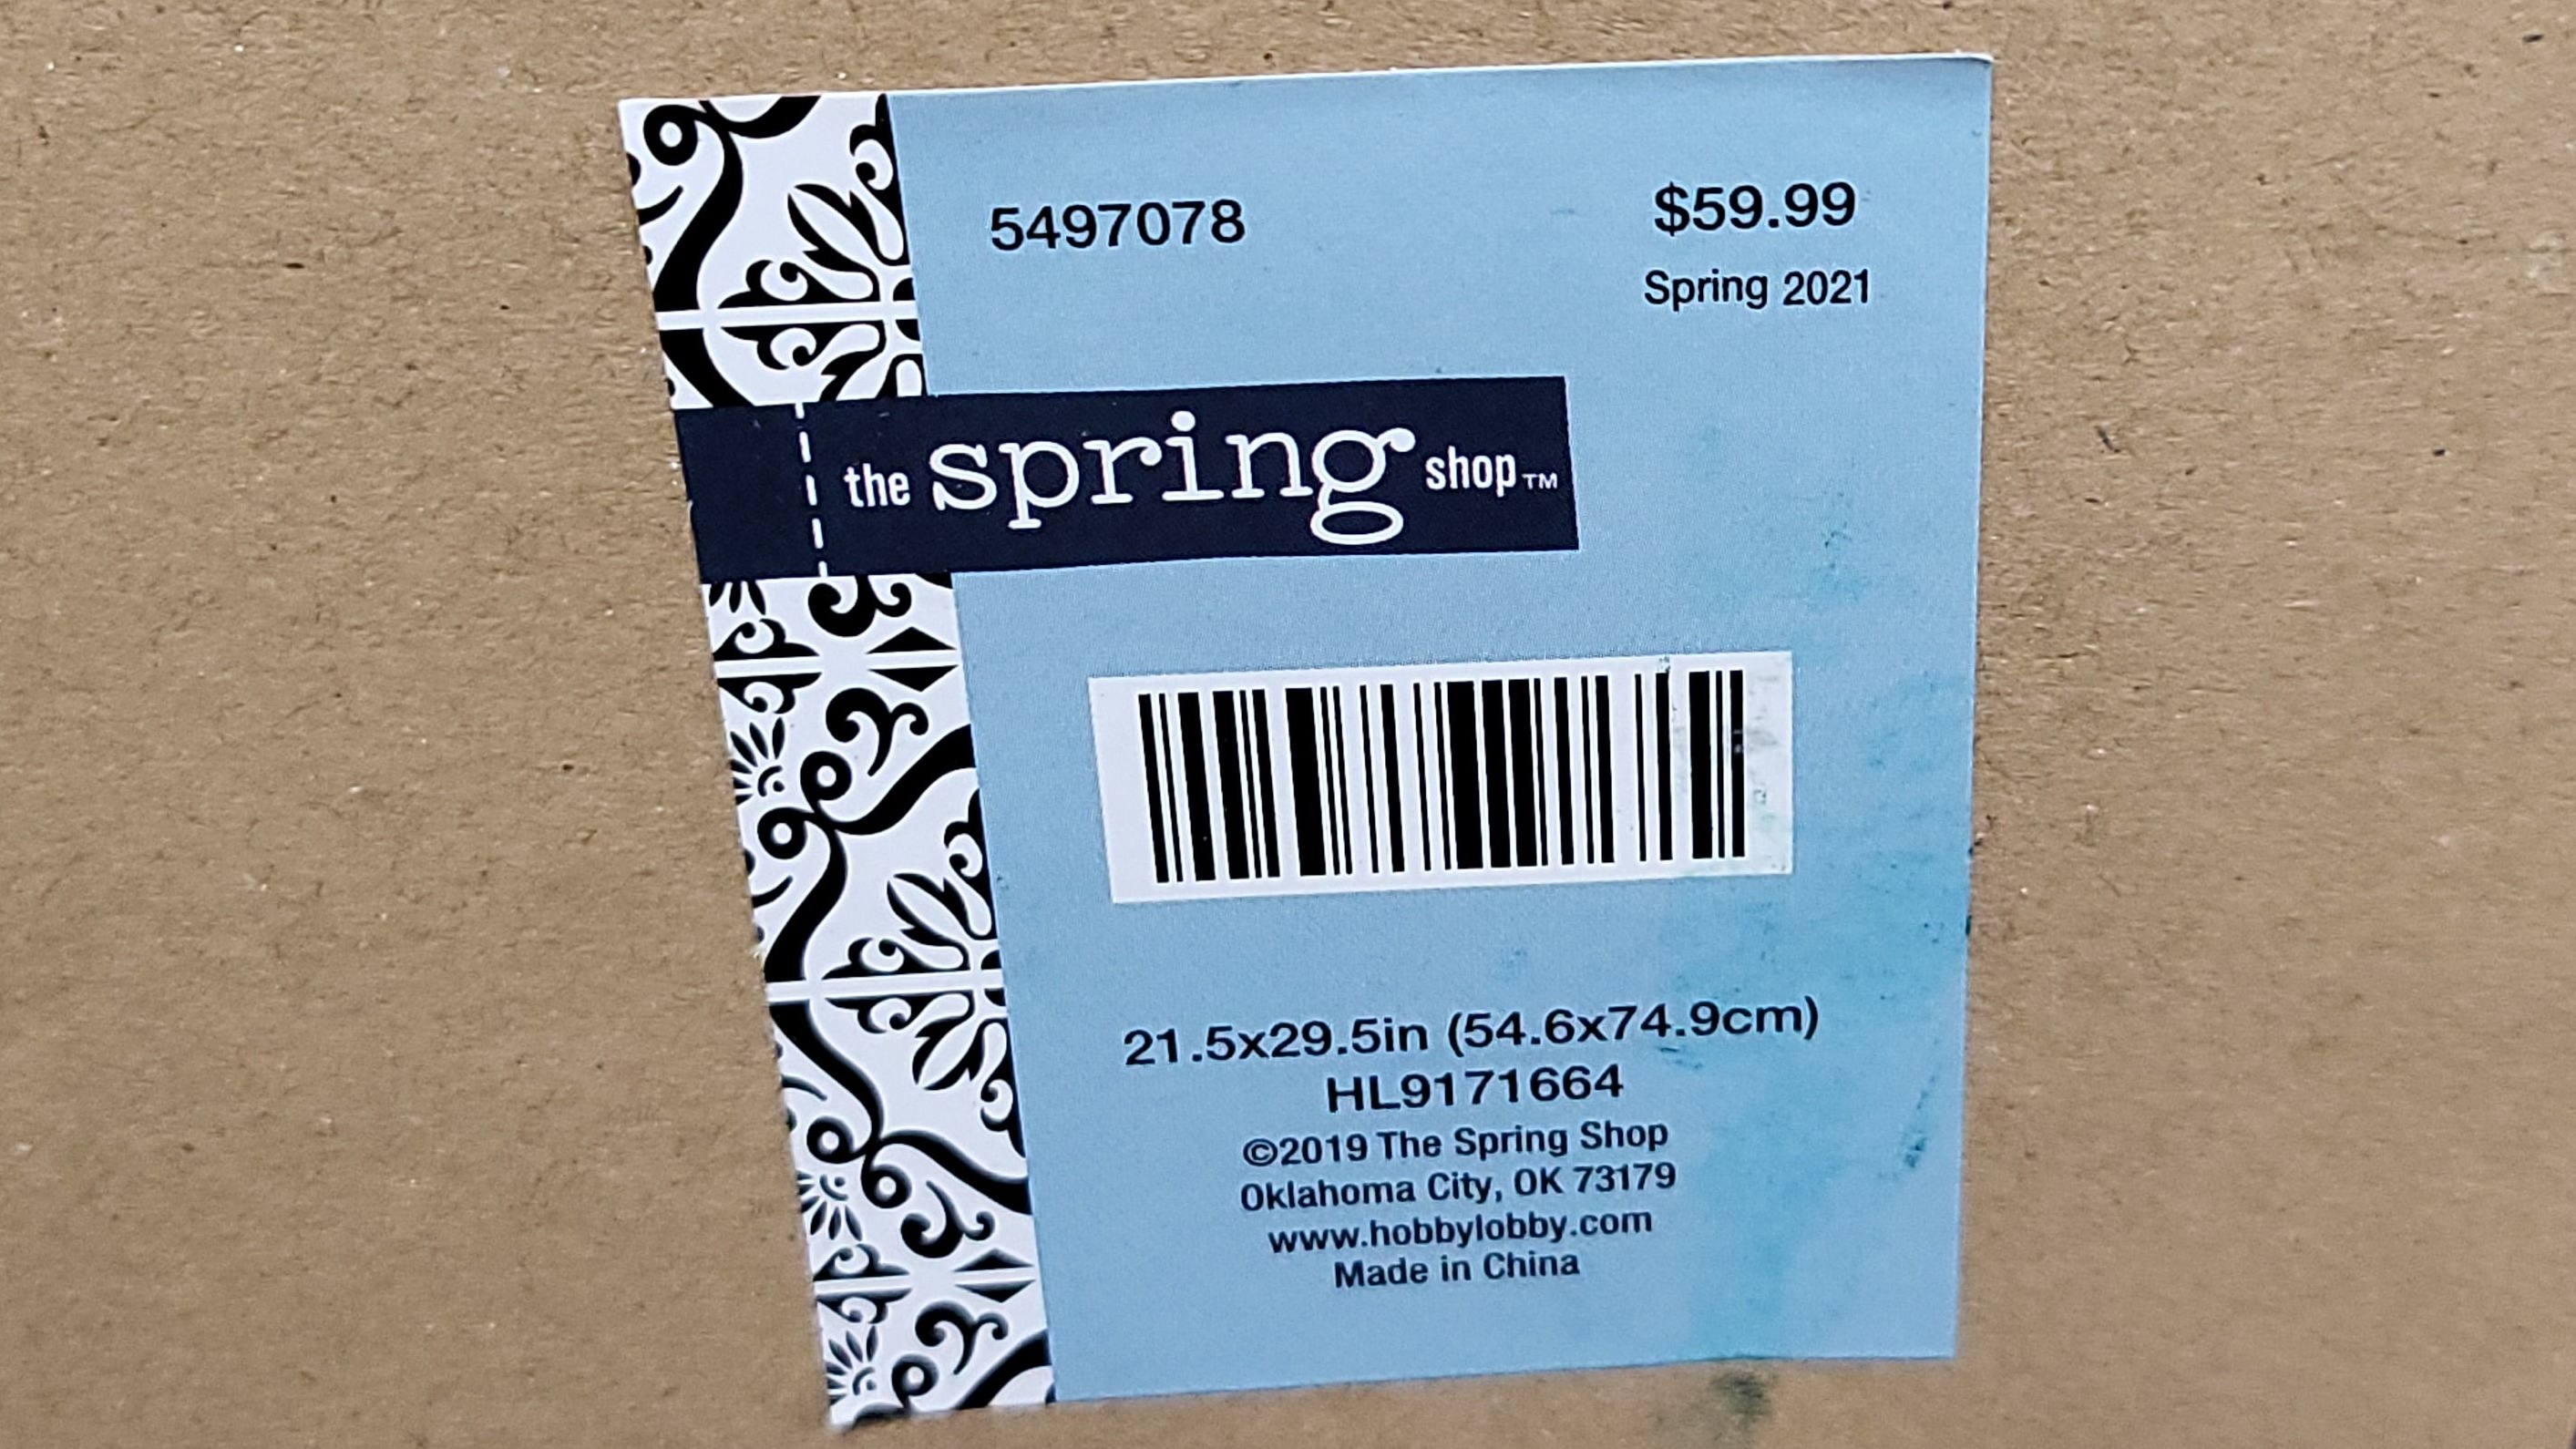 5497078
$59.99
Spring 2021
the spring shop™
21.5x29.5in (54.6x74.9cm)
HL9171664
©2019 The Spring Shop
Oklahoma City, OK 73179
www.hobbylobby.com
Made in China